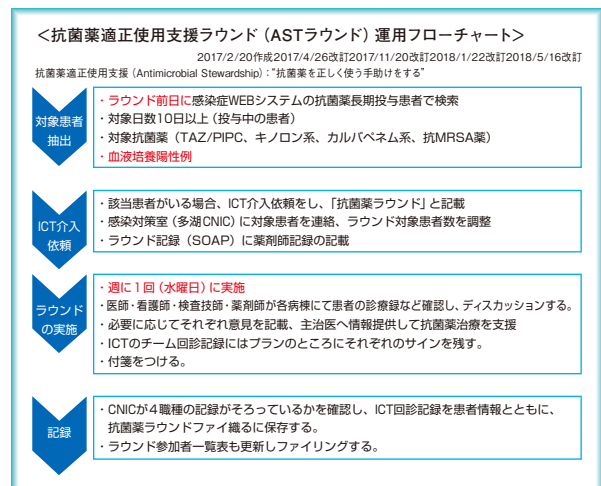 ＜抗菌薬適正使用支援ラウンド（ASTラウンド）運用フローチャート＞
2017/2/20作成2017/4/26改訂2017/11/20改訂2018/1/22改訂2018/5/16改訂
抗菌薬適正使用支援（Antimicrobial Stewardship）：“抗菌薬を正しく使う手助けをする”
対象患者
抽出
・ラウンド前日に感染症WEBシステムの抗菌薬長期投与患者で検索
・対象日数10日以上（投与中の患者）
・対象抗菌薬（TAZ/PIPC、キノロン系、カルバペネム系、抗MRSA薬）
・血液培養陽性例
ICT介入
依頼
・該当患者がいる場合、ICT介入依頼をし、「抗菌薬ラウンド」と記載
・感染対策室（多湖CNIC）に対象患者を連絡、ラウンド対象患者数を調整
・ラウンド記録（SOAP）に薬剤師記録の記載
ラウンド
の実施
・週に１回（水曜日）に実施
・医師・看護師・検査技師・薬剤師が各病棟にて患者の診療録など確認し、ディスカッションする。
・必要に応じてそれぞれ意見を記載、主治医へ情報提供して抗菌薬治療を支援
・ICTのチーム回診記録にはプランのところにそれぞれのサインを残す。
・付箋をつける。
記録
・CNICが４職種の記録がそろっているかを確認し、ICT回診記録を患者情報とともに、
抗菌薬ラウンドファイ織るに保存する。
・ラウンド参加者一覧表も更新しファイリングする。